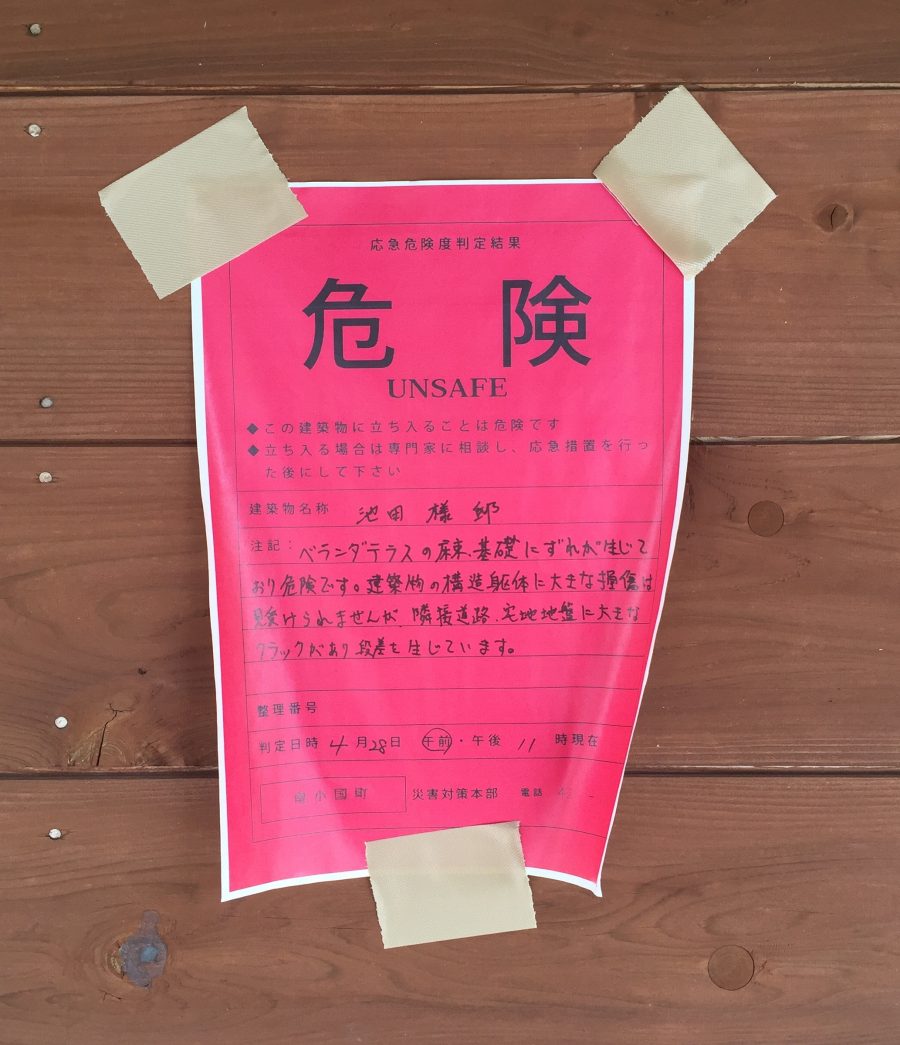 応急危険度判定結果
危険
UNSAFE
◆この建築物に立ち入ることは危険です
◆立ち入る場合は専門家に相談し、応急措置を行っ
た後にして下さい
建築物名称 池田様邸
注記：ベランダテラスの床束、基礎にずれが生じて
おり危険です。建築物の構造躯体に大きな損傷は
見受けられませんが、隣接道路、宅地地盤に大きな
クラックがあり段差を生じています。
整理番号
判定日時 4月28日 午前・午後 11時現在
南小国町 災害対策本部 電話